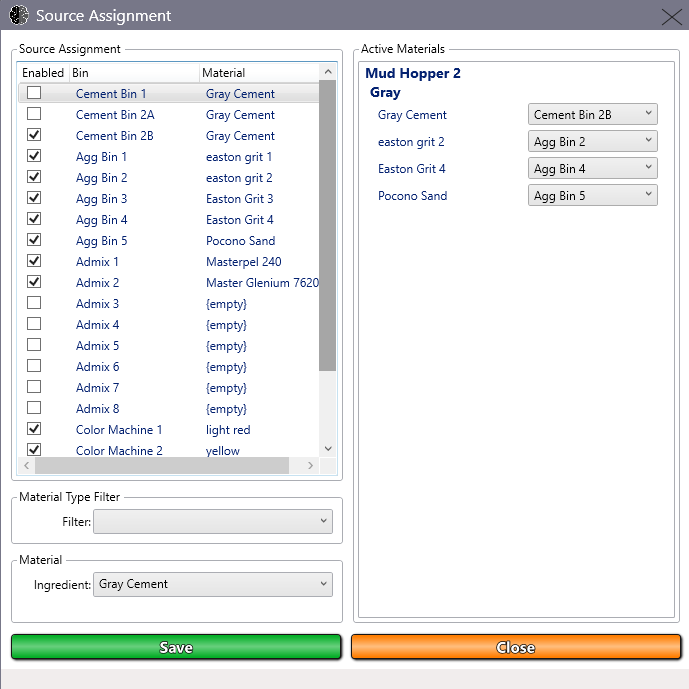 Source Assignment
Source Assignment
Enabled Bin Material
Cement Bin 1 Gray Cement
Cement Bin 2A Gray Cement
Cement Bin 2B Gray Cement
Agg Bin 1 easton grit 1
Agg Bin 2 easton grit 2
Agg Bin 3 Easton Grit 3
Agg Bin 4 Easton Grit 4
Agg Bin 5 Pocono Sand
Admix 1 Masterpel 240
Admix 2 Master Glenium 7620
Admix 3 {empty}
Admix 4 {empty}
Admix 5 {empty}
Admix 6 {empty}
Admix 7 {empty}
Admix 8 {empty}
Color Machine 1 light red
Color Machine 2 yellow
Material Type Filter
Filter:
Material
Ingredient: Gray Cement
Save
Active Materials
Mud Hopper 2
Gray
Gray Cement Cement Bin 2B
easton grit 2 Agg Bin 2
Easton Grit 4 Agg Bin 4
Pocono Sand Agg Bin 5
Close